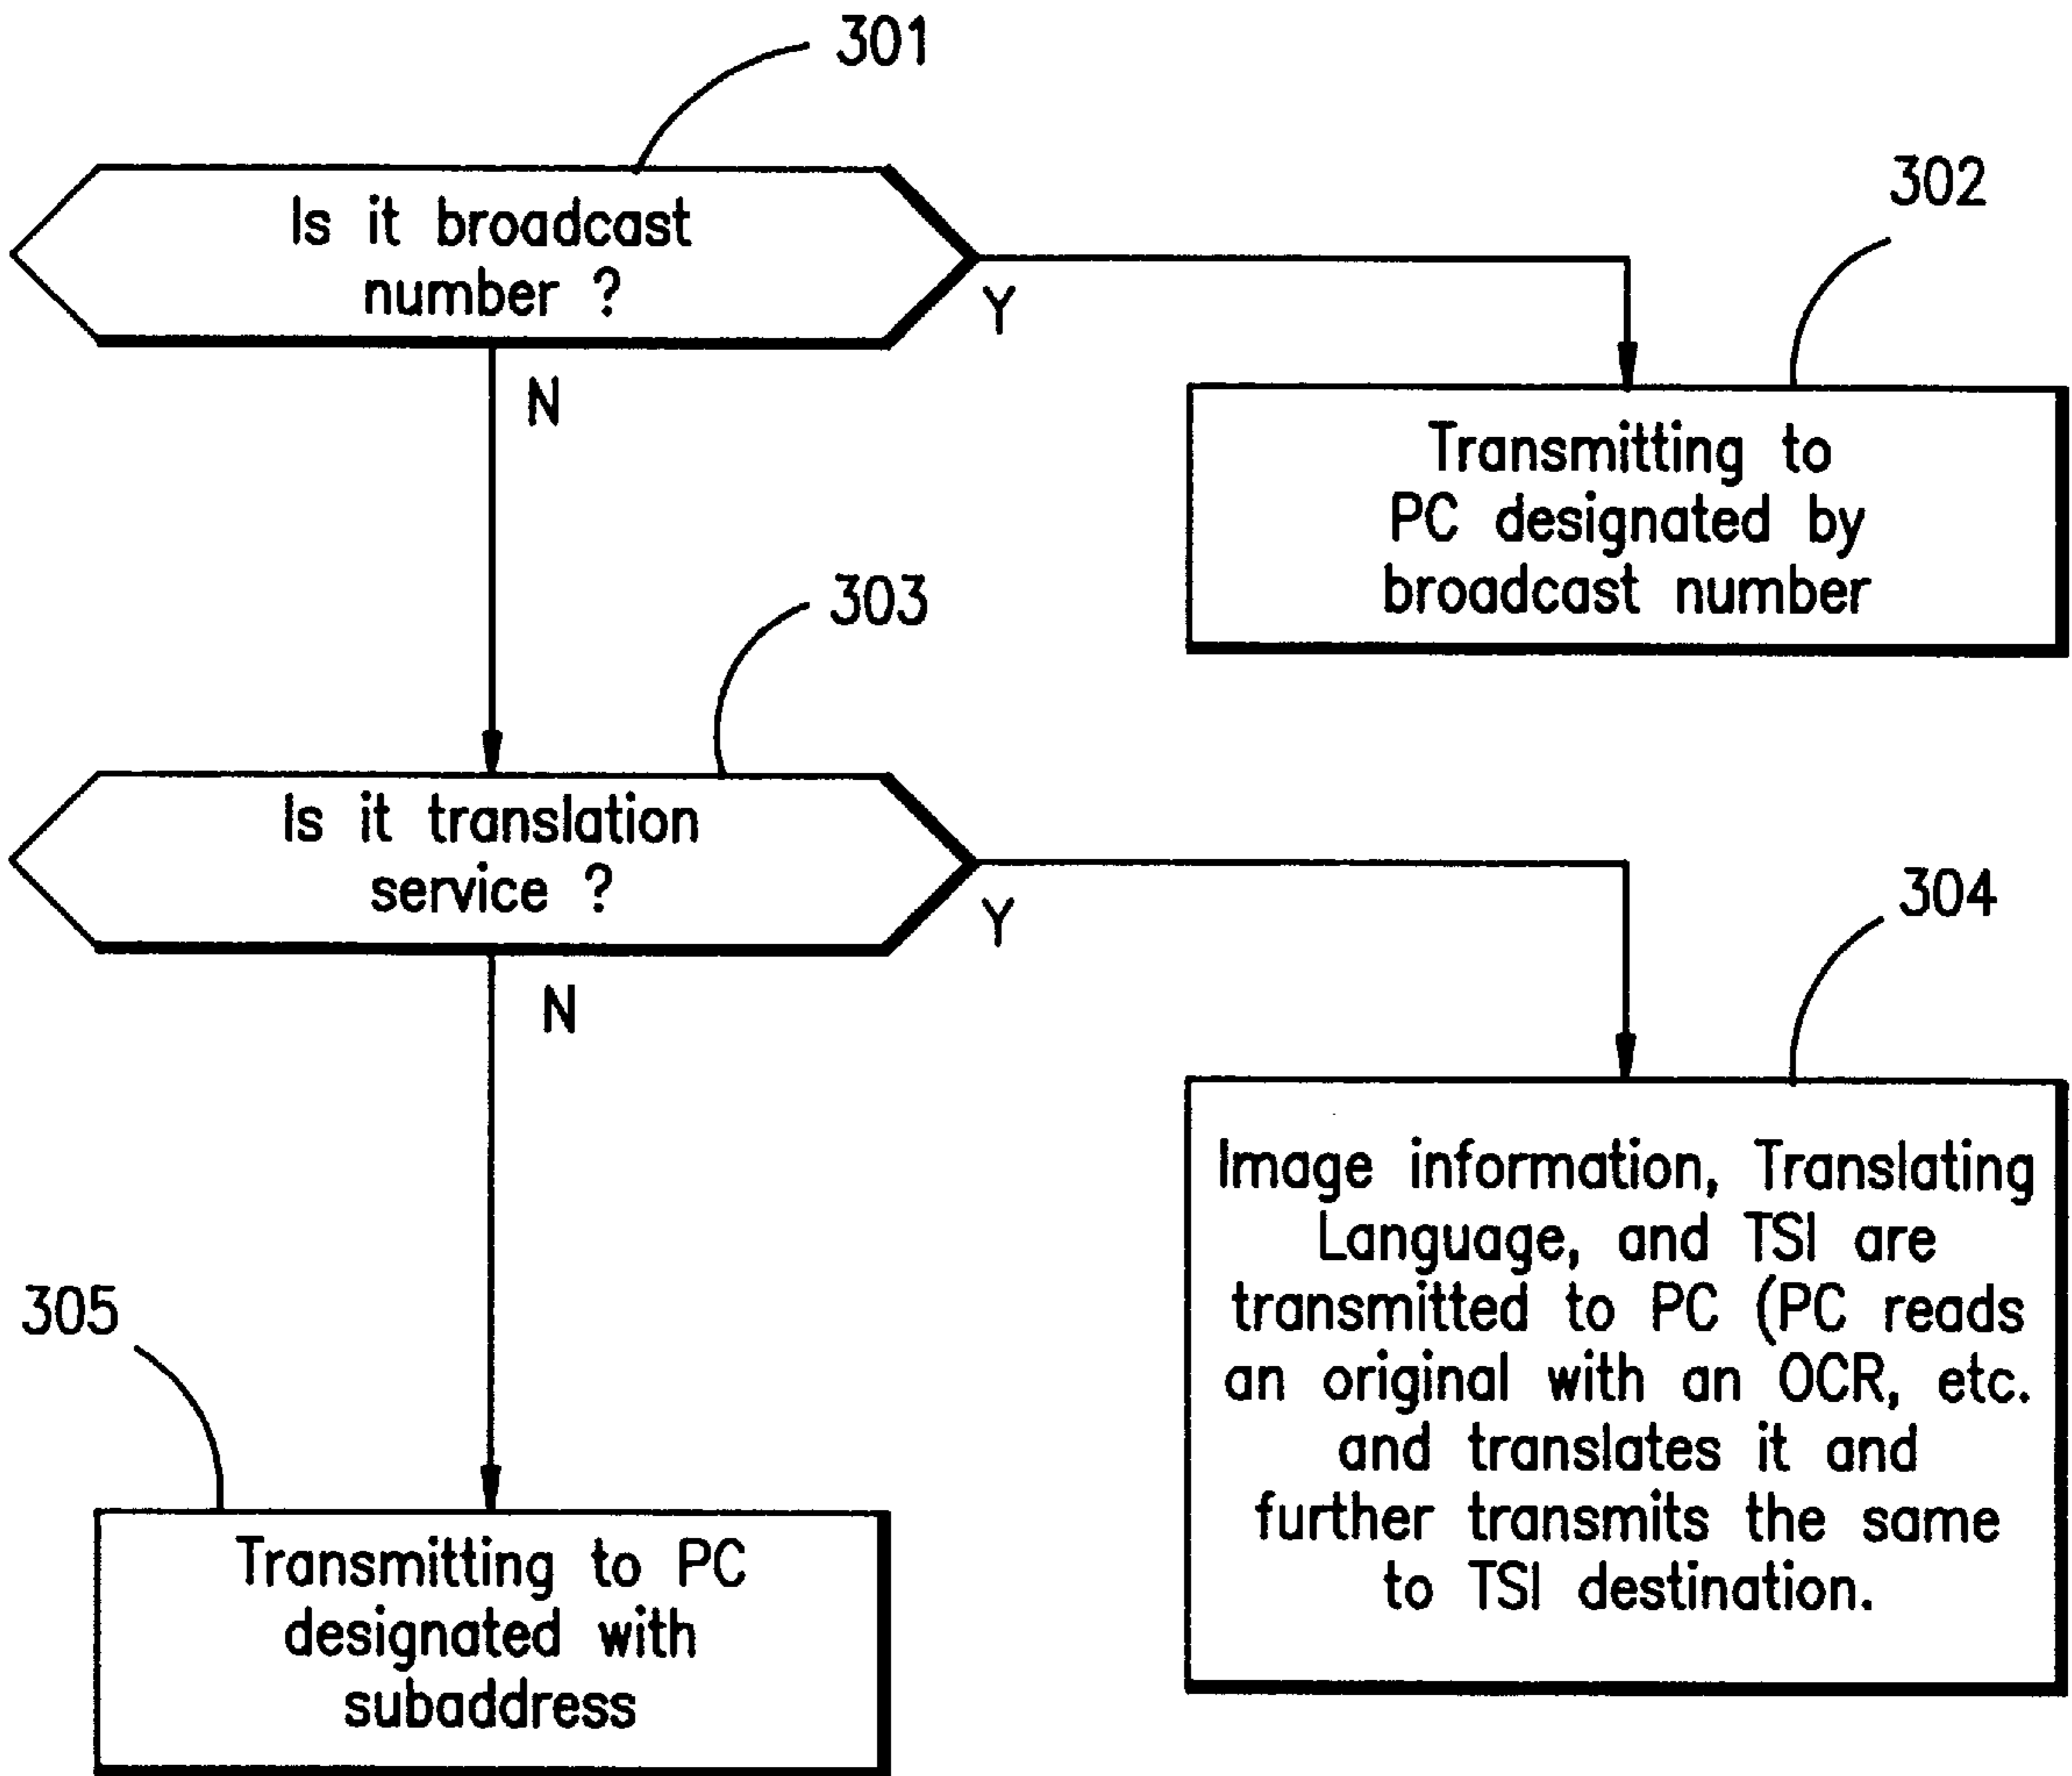 301
Is it broadcast
number ?
Y
302
N
Transmitting to
PC designated by
broadcast number
303
Is it translation
service ?
Y
304
N
Image information, Translating
Language, and TSI are
transmitted to PC (PC reads
an original with an OCR, etc.
and translates it and
further transmits the same
to TSI destination.
305
Transmitting to PC
designated with
subaddress